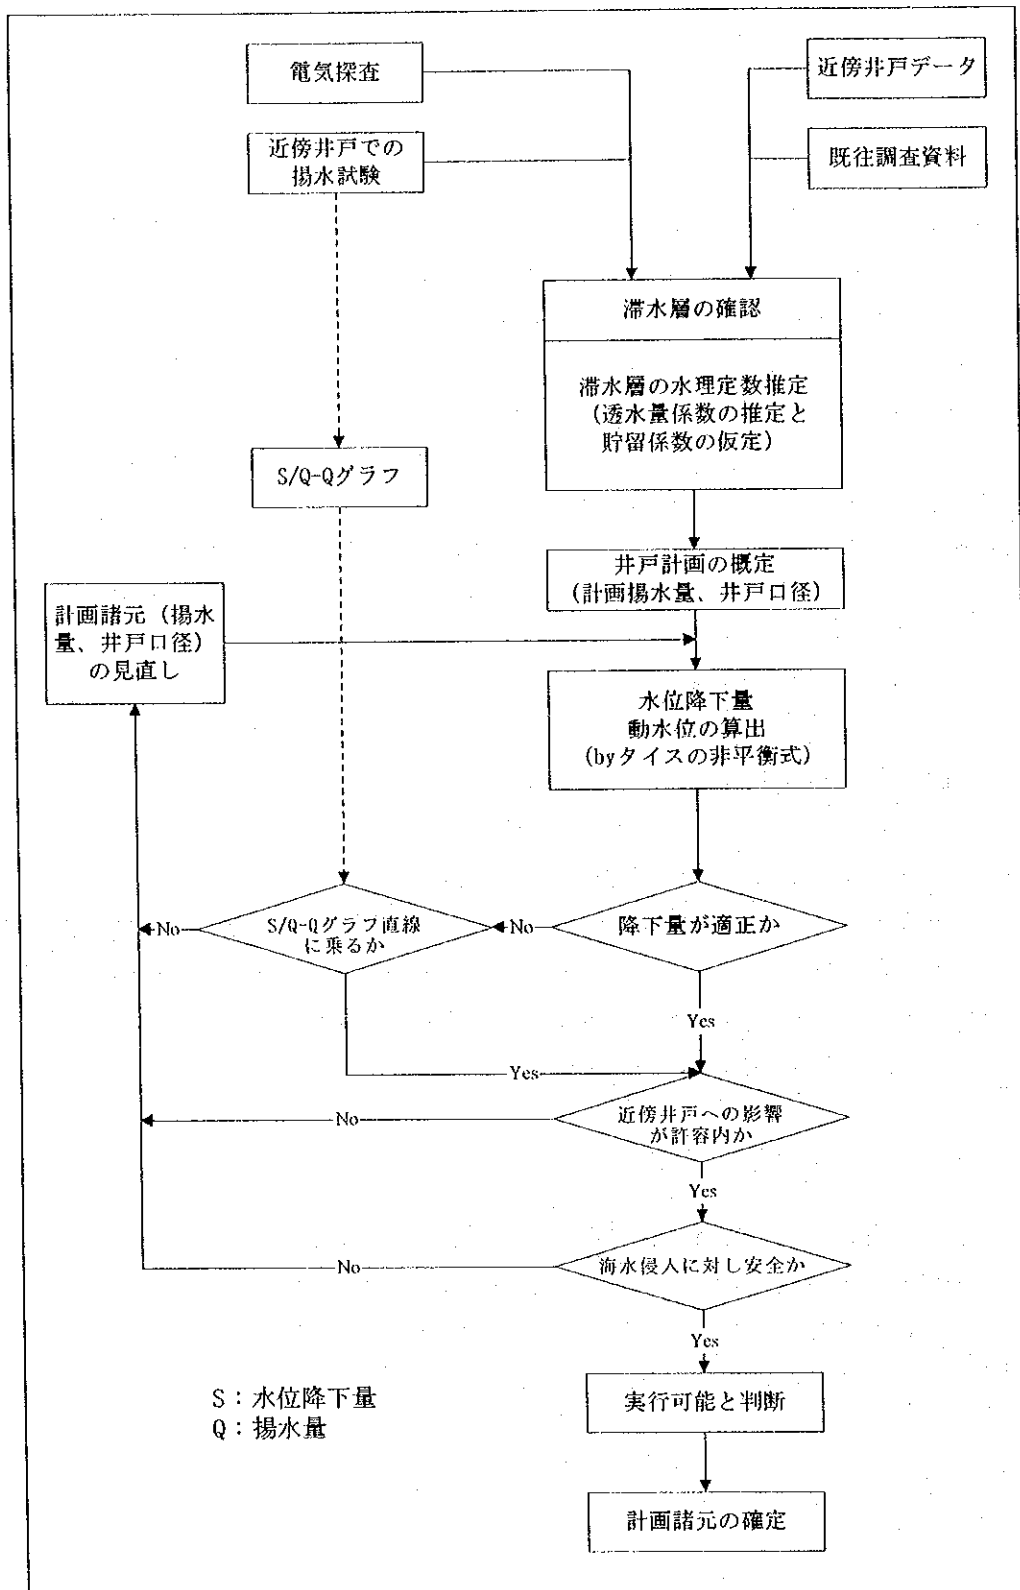 電気探査
近傍井戸データ
近傍井戸での
揚水試験
既往調査資料
滞水層の確認
滞水層の水理定数推定
（透水量係数の推定と
貯留係数の仮定）
S/Q-Qグラフ
井戸計画の概定
（計画揚水量、井戸口径）
計画諸元（揚水
量、井戸口径）
の見直し
水位降下量
動水位の算出
（byタイスの非平衡式）
降下量が適正か
No
S/Q-Qグラフ直線
に乗るか
No
Yes
Yes
近傍井戸への影響
が許容内か
No
Yes
海水侵入に対し安全か
No
Yes
実行可能と判断
計画諸元の確定
S：水位降下量
Q：揚水量